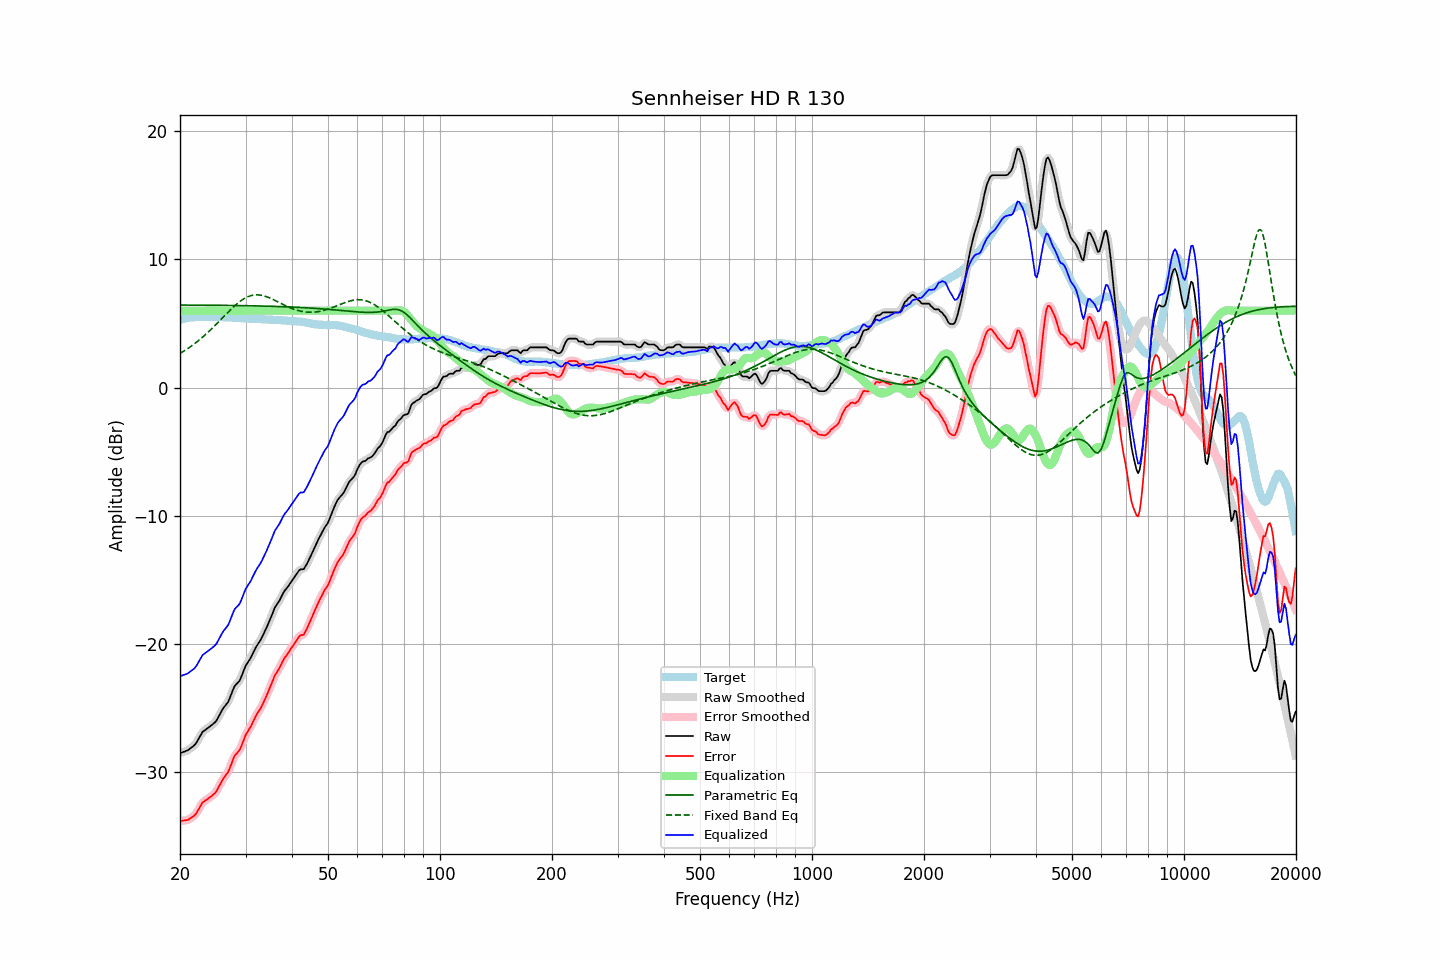 Sennheiser HD R 130
Amplitude (dBr)
20
10
0
−10
−20
−30
Target
Raw Smoothed
Error Smoothed
Raw
Error
Equalization
Parametric Eq
Fixed Band Eq
Equalized
20 50 100 200 500 1000 2000 5000 10000 20000
Frequency (Hz)